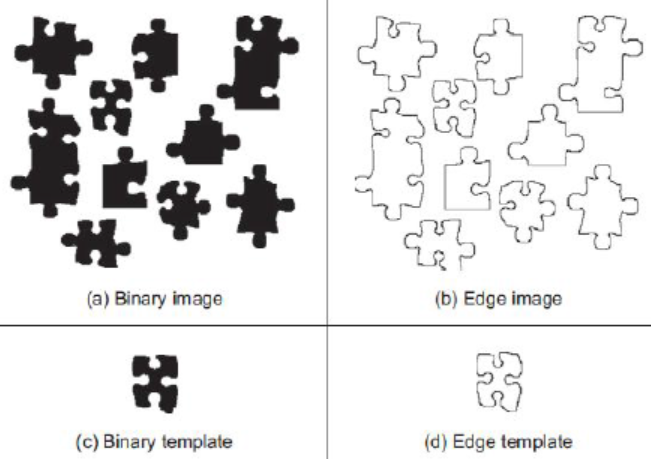 (a) Binary image
(b) Edge image
(c) Binary template
(d) Edge template